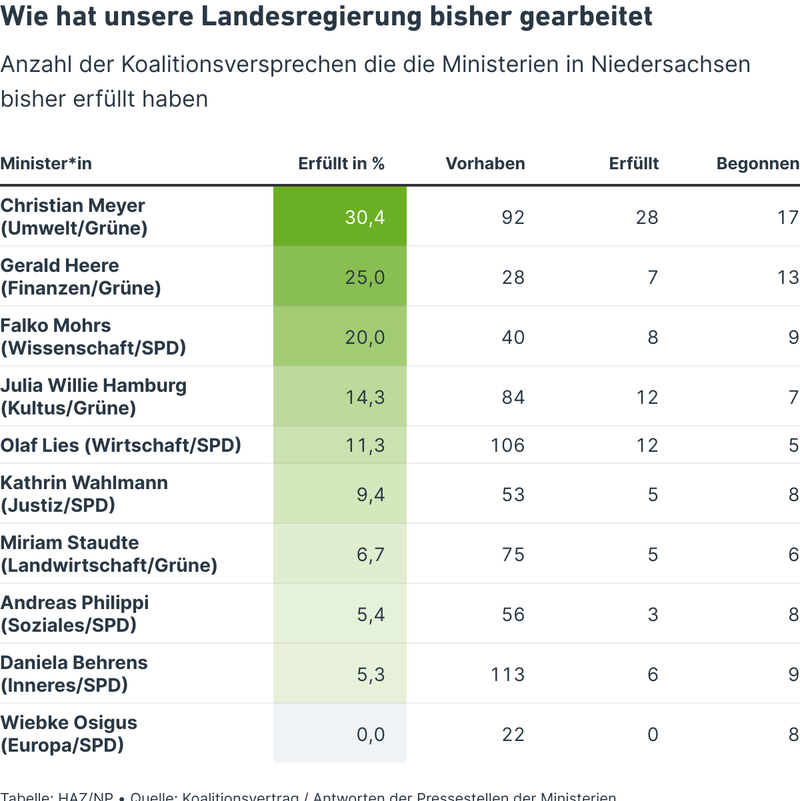 Wie hat unsere Landesregierung bisher gearbeitet
Anzahl der Koalitionsversprechen die die Ministerien in Niedersachsen
bisher erfüllt haben
Minister*in Erfüllt in % Vorhaben Erfüllt Begonnen
Christian Meyer
(Umwelt/Grüne) 30,4 92 28 17
Gerald Heere
(Finanzen/Grüne) 25,0 28 7 13
Falko Mohrs
(Wissenschaft/SPD) 20,0 40 8 9
Julia Willie Hamburg
(Kultus/Grüne) 14,3 84 12 7
Olaf Lies (Wirtschaft/SPD) 11,3 106 12 5
Kathrin Wahlmann
(Justiz/SPD) 9,4 53 5 8
Miriam Staudte
(Landwirtschaft/Grüne) 6,7 75 5 6
Andreas Philippi
(Soziales/SPD) 5,4 56 3 8
Daniela Behrens
(Inneres/SPD) 5,3 113 6 9
Wiebke Osigus
(Europa/SPD) 0,0 22 0 8
Tabelle: HAZ/NP • Quelle: Koalitionsvertrag / Antworten der Pressestellen der Ministerien